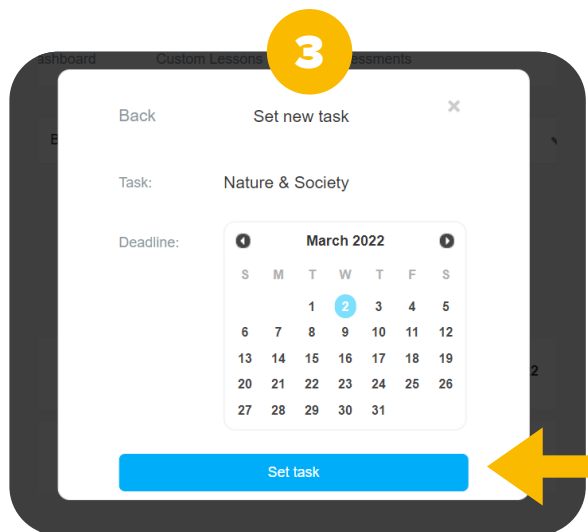 3
ashboard Custom Lessons essments
Back Set new task ×
Task: Nature & Society
Deadline:
March 2022
S M T W T F S
1 2 3 4 5
6 7 8 9 10 11 12
13 14 15 16 17 18 19
20 21 22 23 24 25 26
27 28 29 30 31
2
Set task